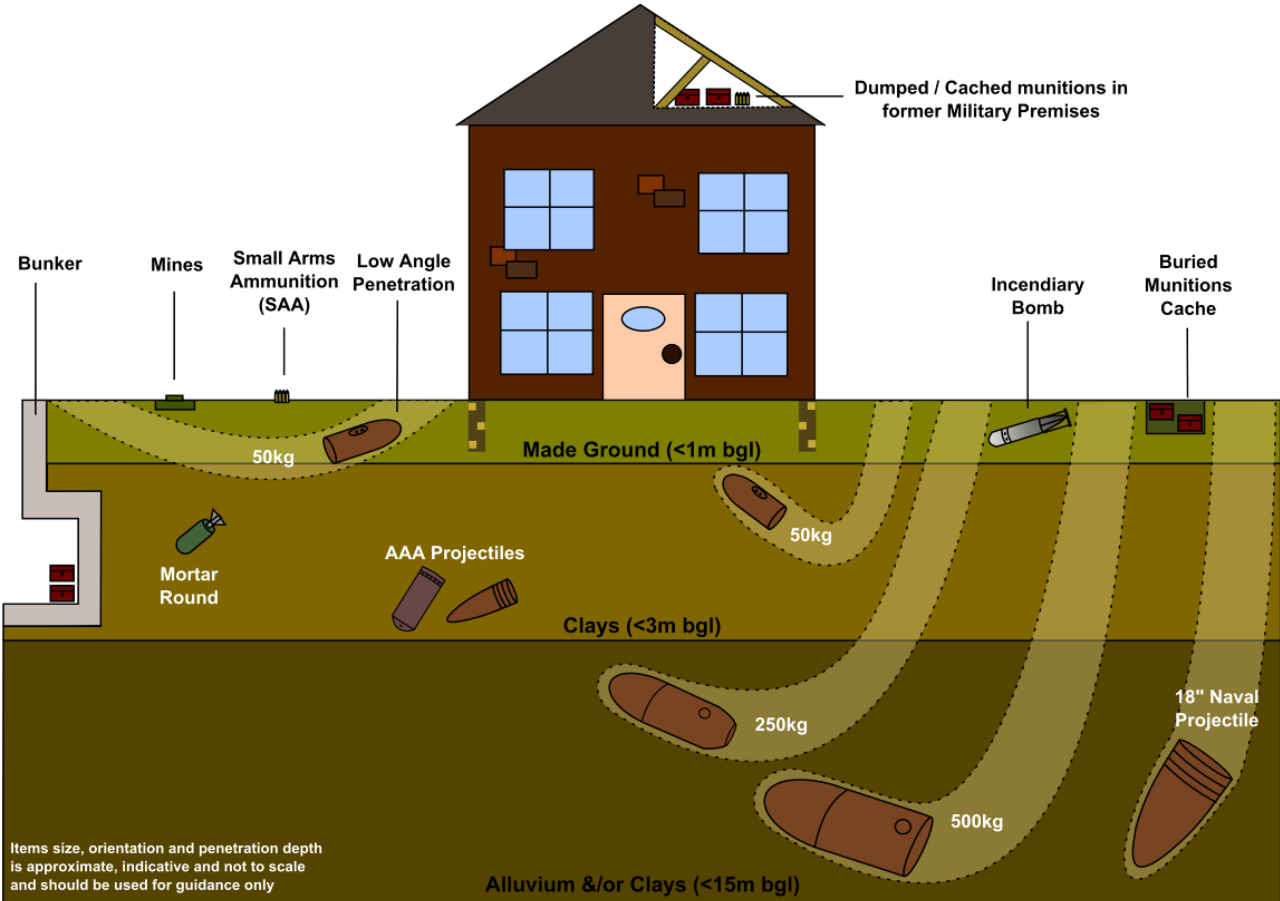 Dumped / Cached munitions in
former Military Premises
Bunker
Mines
Small Arms
Ammunition
(SAA)
Low Angle
Penetration
Incendiary
Bomb
Buried
Munitions
Cache
50kg
Made Ground (<1m bgl)
50kg
Mortar
Round
AAA Projectiles
Clays (<3m bgl)
250kg
18" Naval
Projectile
500kg
Items size, orientation and penetration depth
is approximate, indicative and not to scale
and should be used for guidance only
Alluvium &/or Clays (<15m bgl)